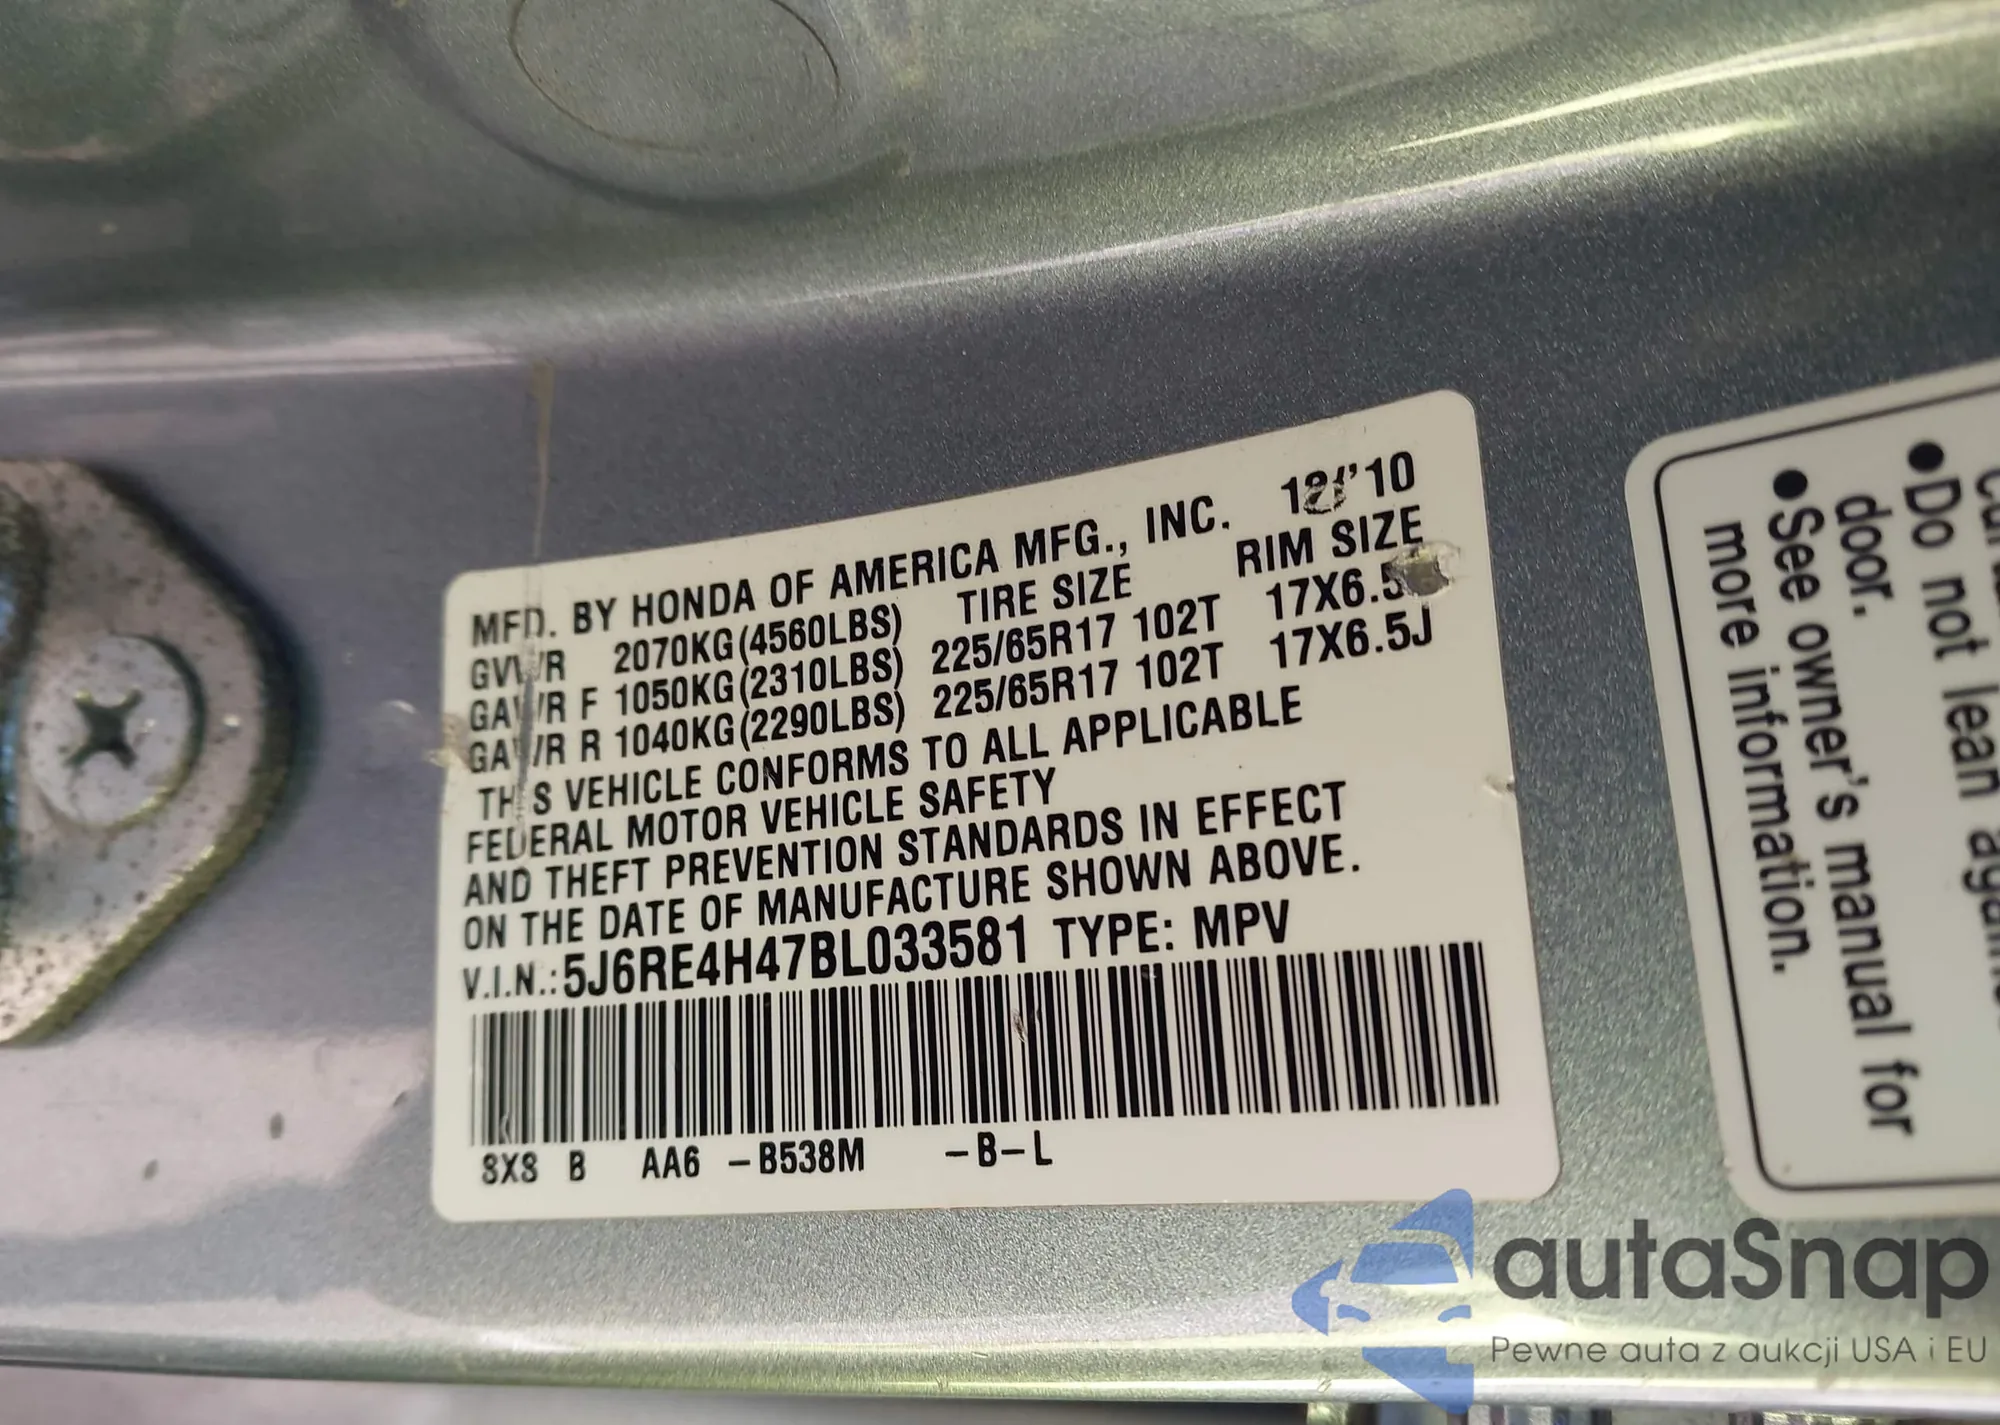 MFD. BY HONDA OF AMERICA MFG., INC. 12/'10
GVWR 2070KG(4560LBS) TIRE SIZE RIM SIZE
GAWR F 1050KG(2310LBS) 225/65R17 102T 17X6.5
GAWR R 1040KG(2290LBS) 225/65R17 102T 17X6.5J
THIS VEHICLE CONFORMS TO ALL APPLICABLE
FEDERAL MOTOR VEHICLE SAFETY
AND THEFT PREVENTION STANDARDS IN EFFECT
ON THE DATE OF MANUFACTURE SHOWN ABOVE.
V.I.N.:5J6RE4H47BL033581 TYPE: MPV
B AA6 -B538M -B-L
●Do not lean
door.
●See owner's manual for
more information.
autaSnap
Pewne auta z aukcji USA i EU